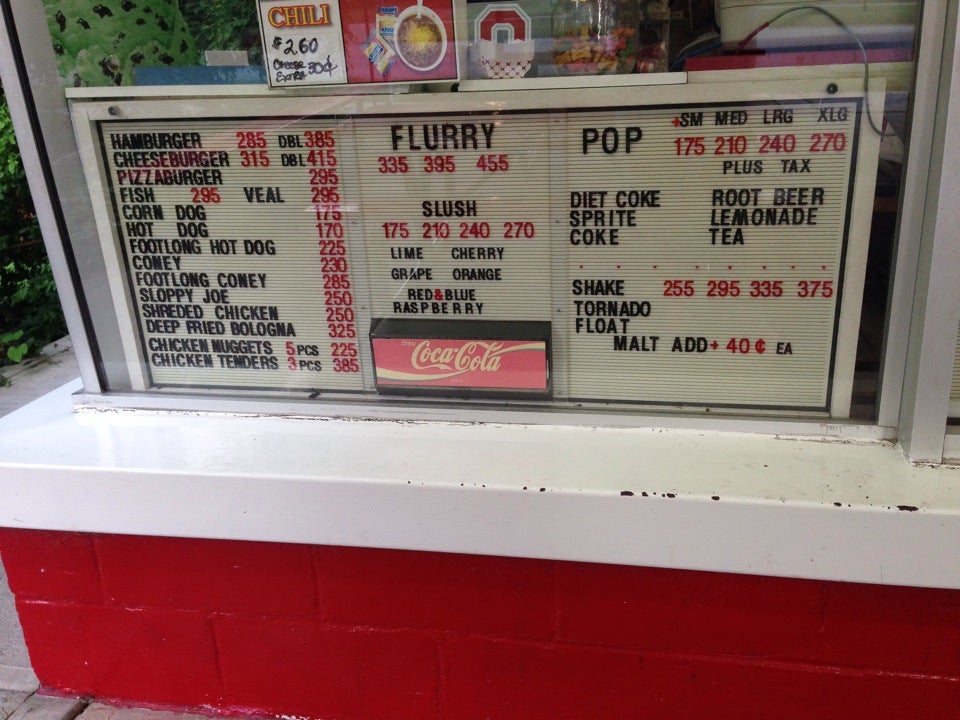 CHILI
$2.60
Cheese
Extra 30¢
HAMBURGER 285 DBL 385
CHEESEBURGER 315 DBL 415
PIZZABURGER 295
FISH 295 VEAL 295
CORN DOG 175
HOT DOG 170
FOOTLONG HOT DOG 225
CONEY 230
FOOTLONG CONEY 285
SLOPPY JOE 250
SHREDED CHICKEN 250
DEEP FRIED BOLOGNA 325
CHICKEN NUGGETS 5 PCS 225
CHICKEN TENDERS 3 PCS 385
FLURRY
335 395 455
SLUSH
175 210 240 270
LIME CHERRY
GRAPE ORANGE
RED&BLUE
RASPBERRY
Enjoy
Coca-Cola
SM MED LRG XLG
POP 175 210 240 270
PLUS TAX
DIET COKE ROOT BEER
SPRITE LEMONADE
COKE TEA
SHAKE 255 295 335 375
TORNADO
FLOAT
MALT ADD 40¢ EA